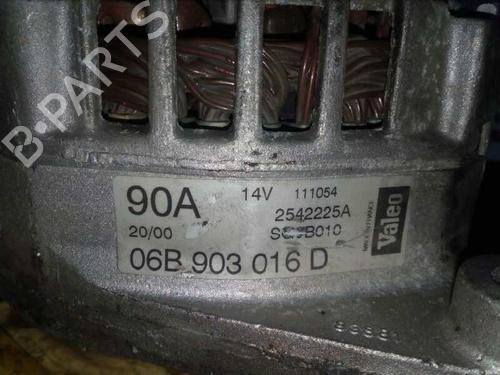 B-PARTS
90A 14V 111054
2542225A
20/00
06B 903 016 D
Valeo